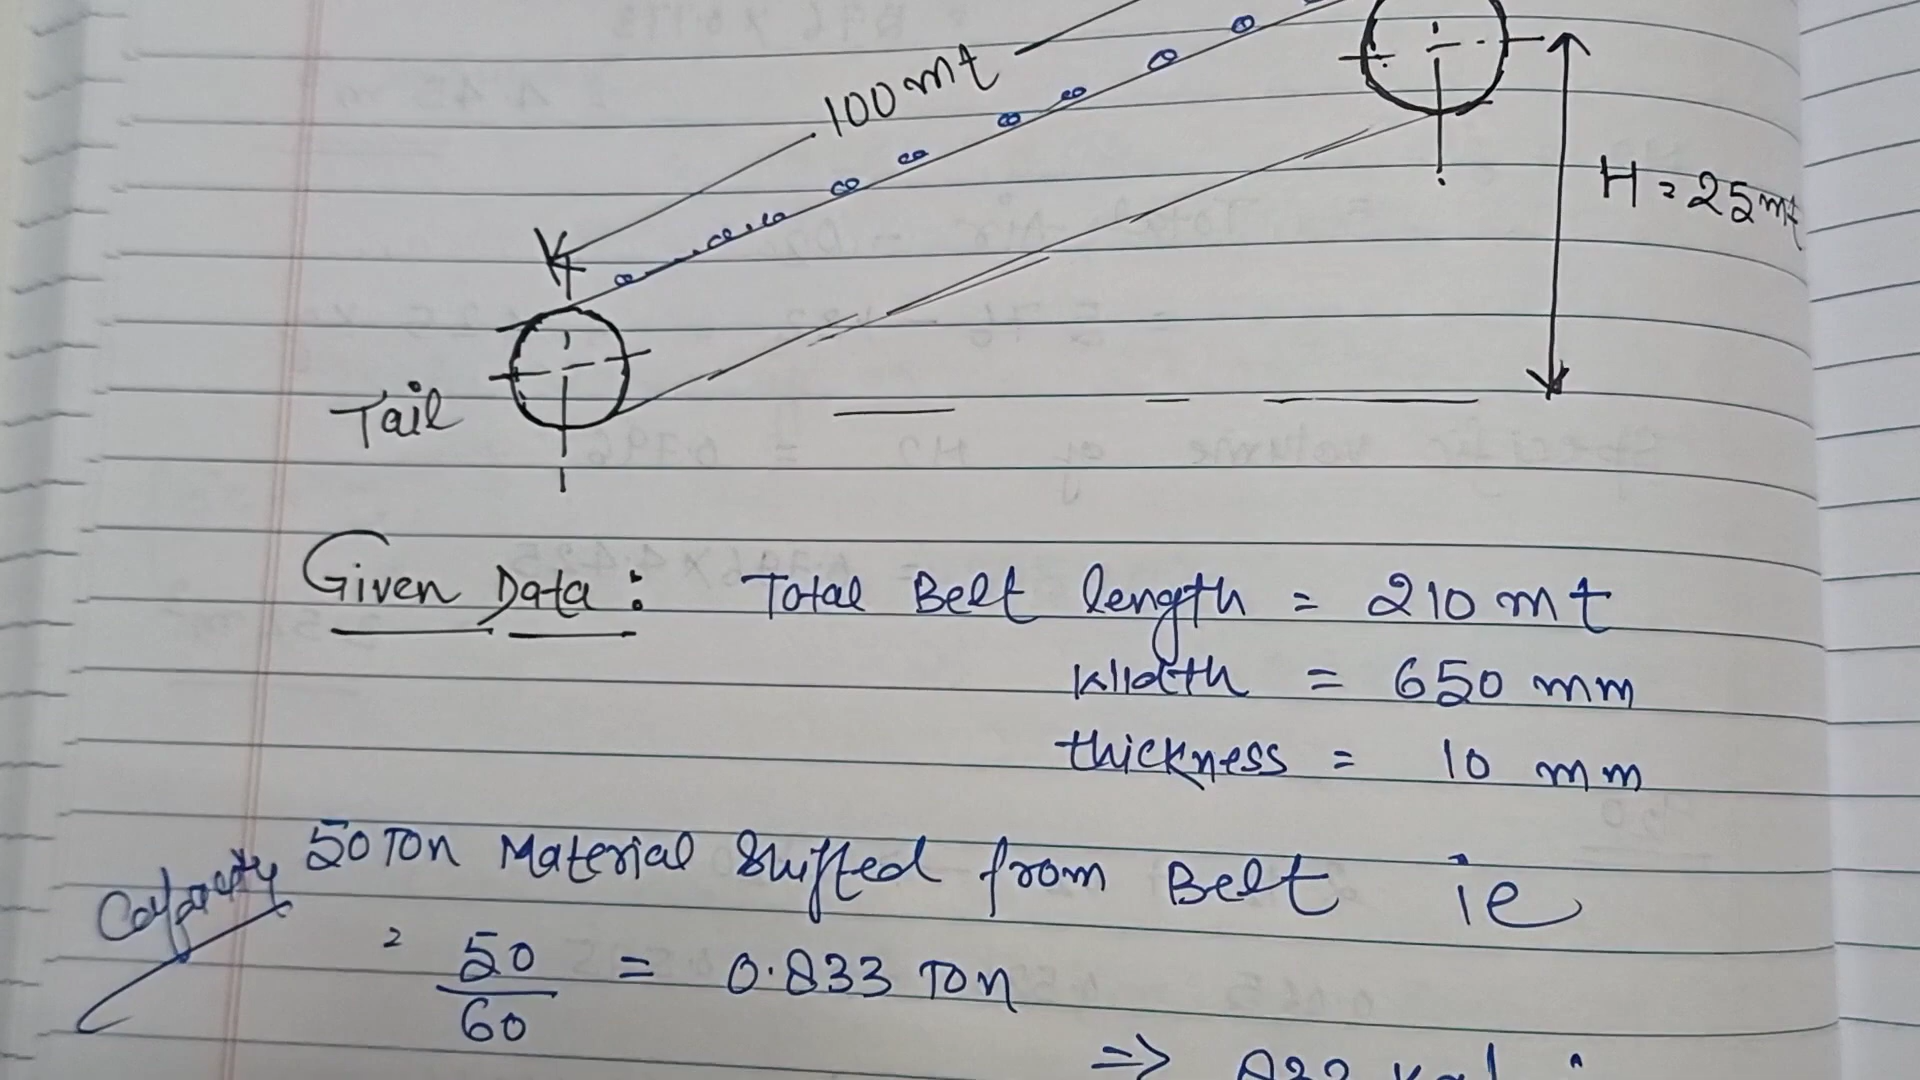 100 mt
H = 25 mt
Tail
Given Data : Total Belt length = 210 mt
Width = 650 mm
thickness = 10 mm
Capacity
50 Ton Material Shifted from Belt ie
= 50/60 = 0.833 Ton
⇒ 833